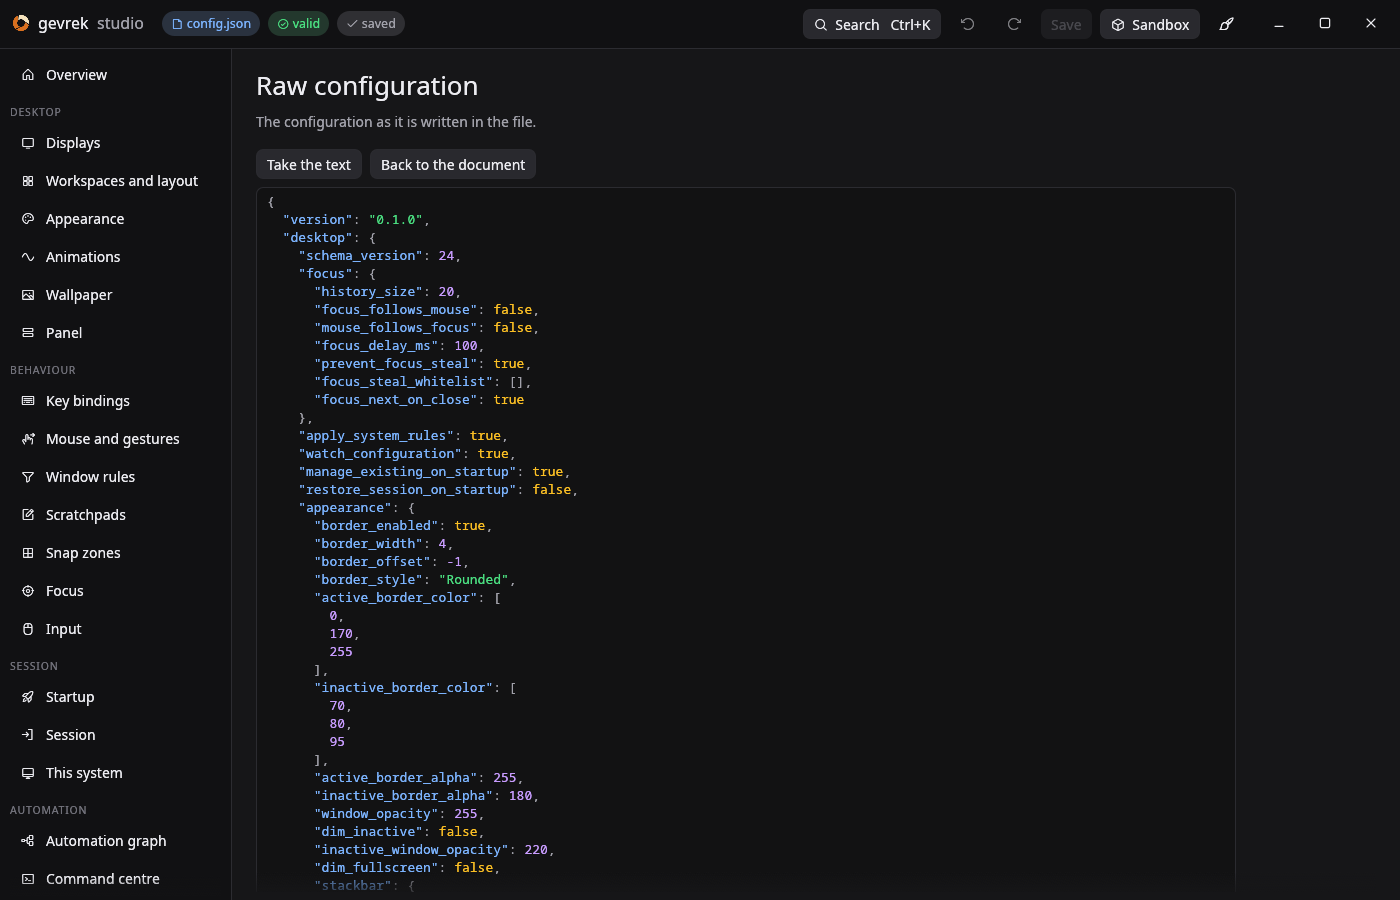 gevrek studio config.json valid saved Search Ctrl+K Save Sandbox
Overview
DESKTOP
Displays
Workspaces and layout
Appearance
Animations
Wallpaper
Panel
BEHAVIOUR
Key bindings
Mouse and gestures
Window rules
Scratchpads
Snap zones
Focus
Input
SESSION
Startup
Session
This system
AUTOMATION
Automation graph
Command centre
Raw configuration
The configuration as it is written in the file.
Take the text Back to the document
{
  "version": "0.1.0",
  "desktop": {
    "schema_version": 24,
    "focus": {
      "history_size": 20,
      "focus_follows_mouse": false,
      "mouse_follows_focus": false,
      "focus_delay_ms": 100,
      "prevent_focus_steal": true,
      "focus_steal_whitelist": [],
      "focus_next_on_close": true
    },
    "apply_system_rules": true,
    "watch_configuration": true,
    "manage_existing_on_startup": true,
    "restore_session_on_startup": false,
    "appearance": {
      "border_enabled": true,
      "border_width": 4,
      "border_offset": -1,
      "border_style": "Rounded",
      "active_border_color": [
        0,
        170,
        255
      ],
      "inactive_border_color": [
        70,
        80,
        95
      ],
      "active_border_alpha": 255,
      "inactive_border_alpha": 180,
      "window_opacity": 255,
      "dim_inactive": false,
      "inactive_window_opacity": 220,
      "dim_fullscreen": false,
      "stackbar": {